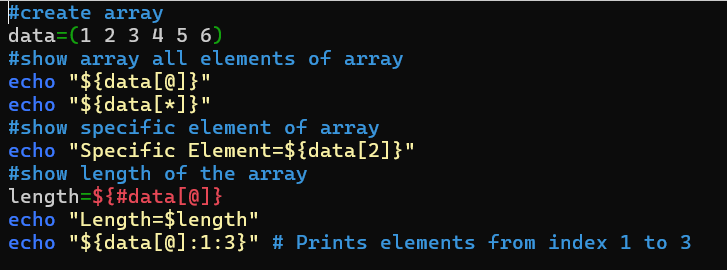 #create array
data=(1 2 3 4 5 6)
#show array all elements of array
echo "${data[@]}"
echo "${data[*]}"
#show specific element of array
echo "Specific Element=${data[2]}"
#show length of the array
length=${#data[@]}
echo "Length=$length"
echo "${data[@]:1:3}" # Prints elements from index 1 to 3